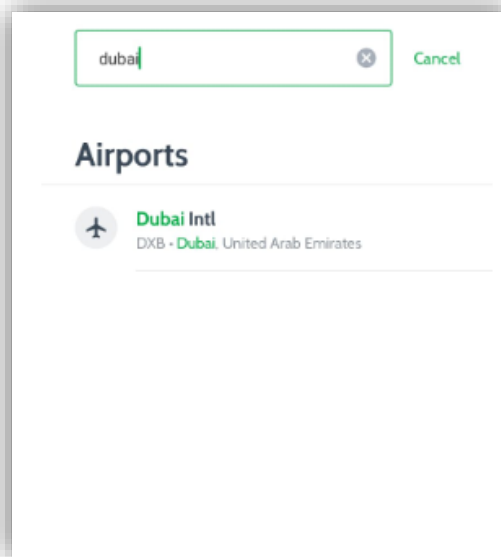 dubai
Cancel
Airports
Dubai Intl
DXB • Dubai, United Arab Emirates